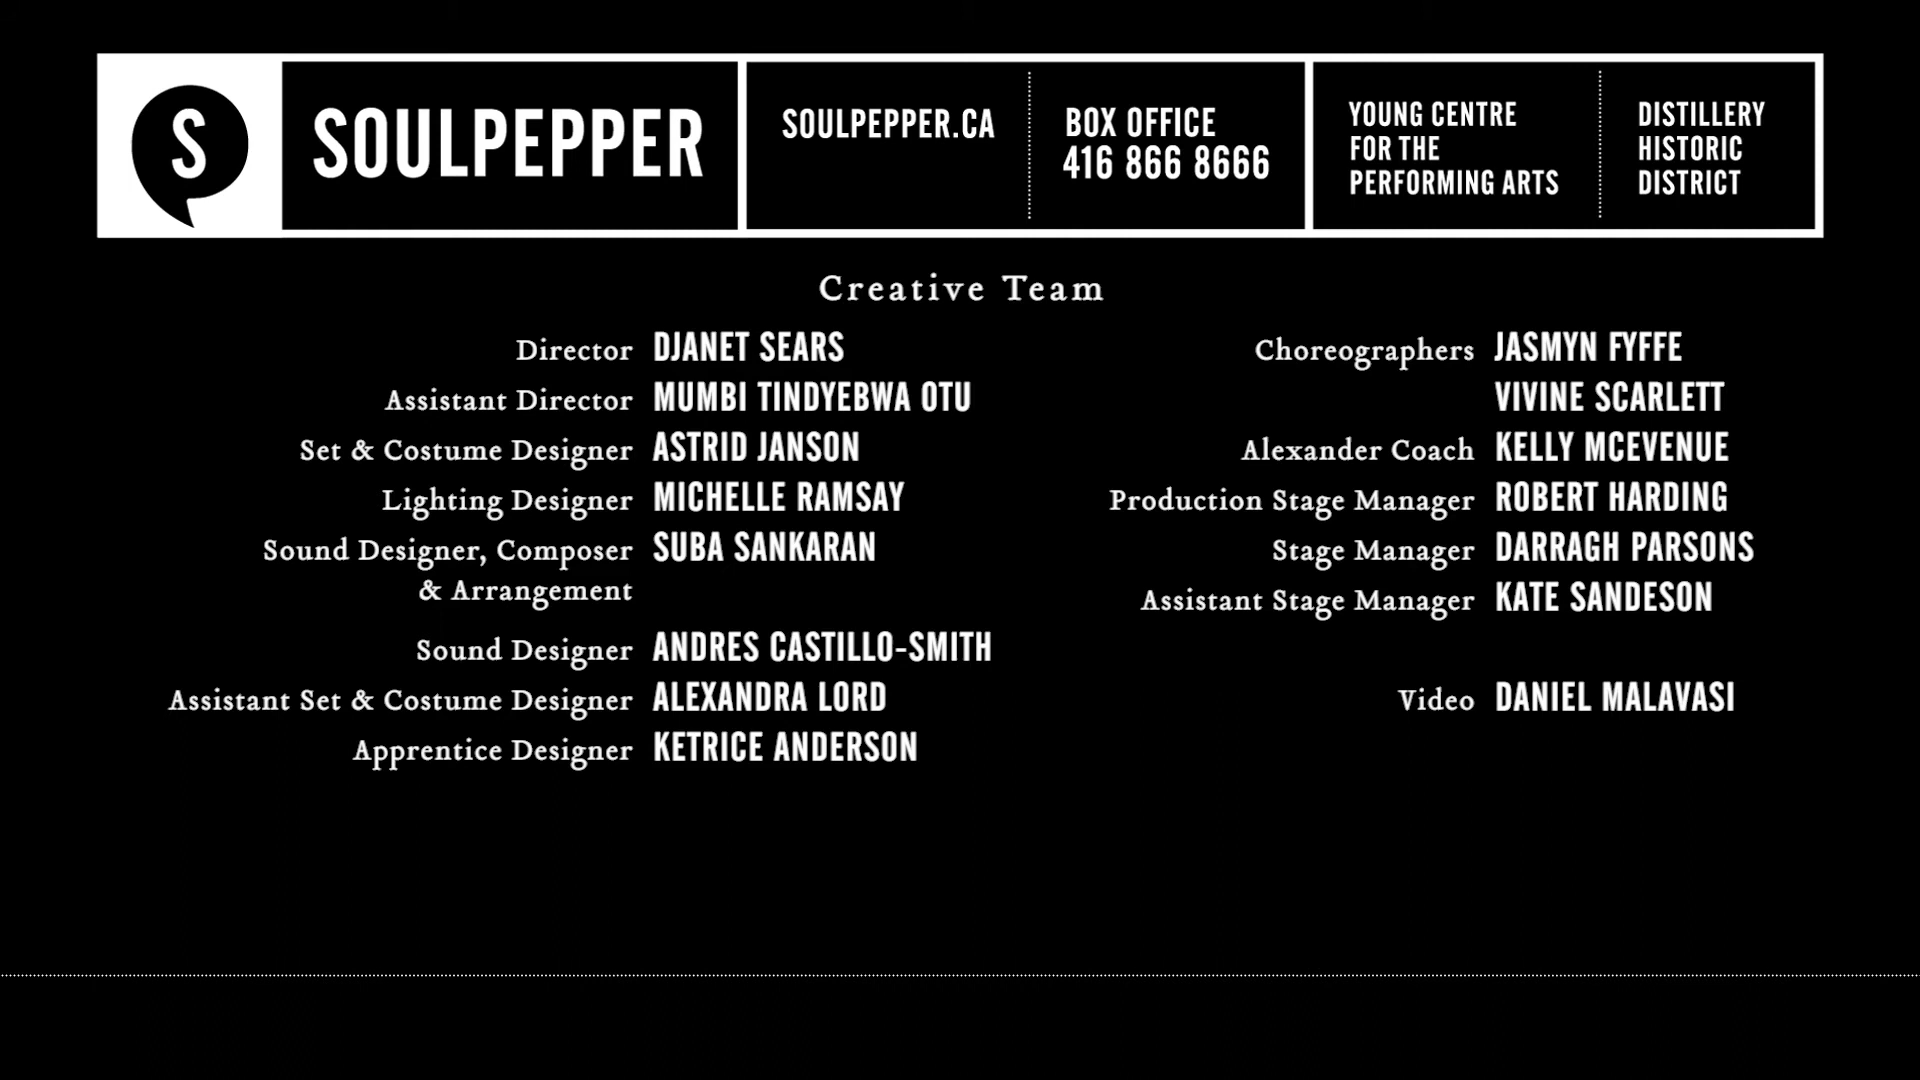 S
SOULPEPPER
SOULPEPPER.CA
BOX OFFICE
416 866 8666
YOUNG CENTRE
FOR THE
PERFORMING ARTS
DISTILLERY
HISTORIC
DISTRICT
Creative Team
Director DJANET SEARS
Assistant Director MUMBI TINDYEBWA OTU
Set & Costume Designer ASTRID JANSON
Lighting Designer MICHELLE RAMSAY
Sound Designer, Composer SUBA SANKARAN
& Arrangement
Sound Designer ANDRES CASTILLO-SMITH
Assistant Set & Costume Designer ALEXANDRA LORD
Apprentice Designer KETRICE ANDERSON
Choreographers JASMYN FYFFE
VIVINE SCARLETT
Alexander Coach KELLY MCEVENUE
Production Stage Manager ROBERT HARDING
Stage Manager DARRAGH PARSONS
Assistant Stage Manager KATE SANDESON
Video DANIEL MALAVASI